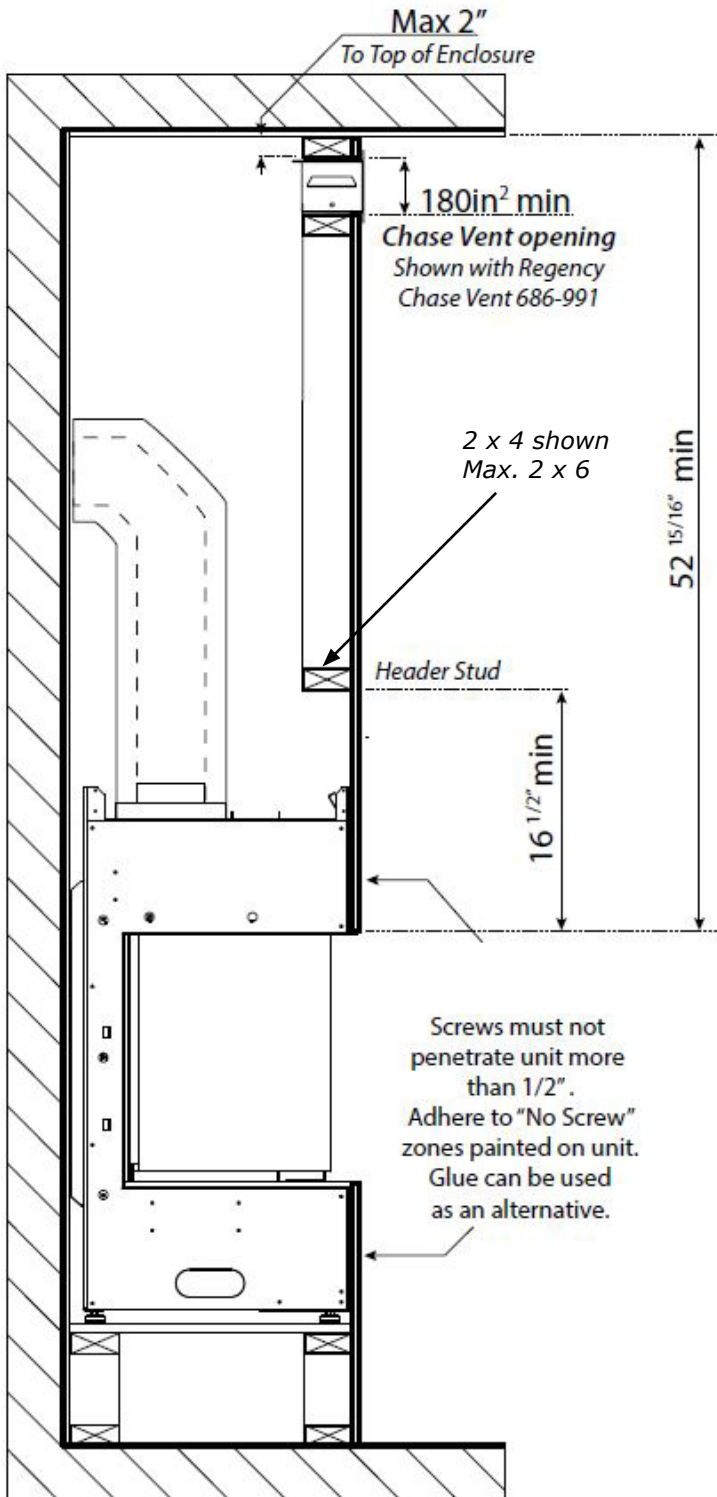 Max 2”
To Top of Enclosure
180in² min
Chase Vent opening
Shown with Regency
Chase Vent 686-991
2 x 4 shown
Max. 2 x 6
52 15/16” min
Header Stud
16 1/2” min
Screws must not
penetrate unit more
than 1/2” .
Adhere to “No Screw”
zones painted on unit.
Glue can be used
as an alternative.